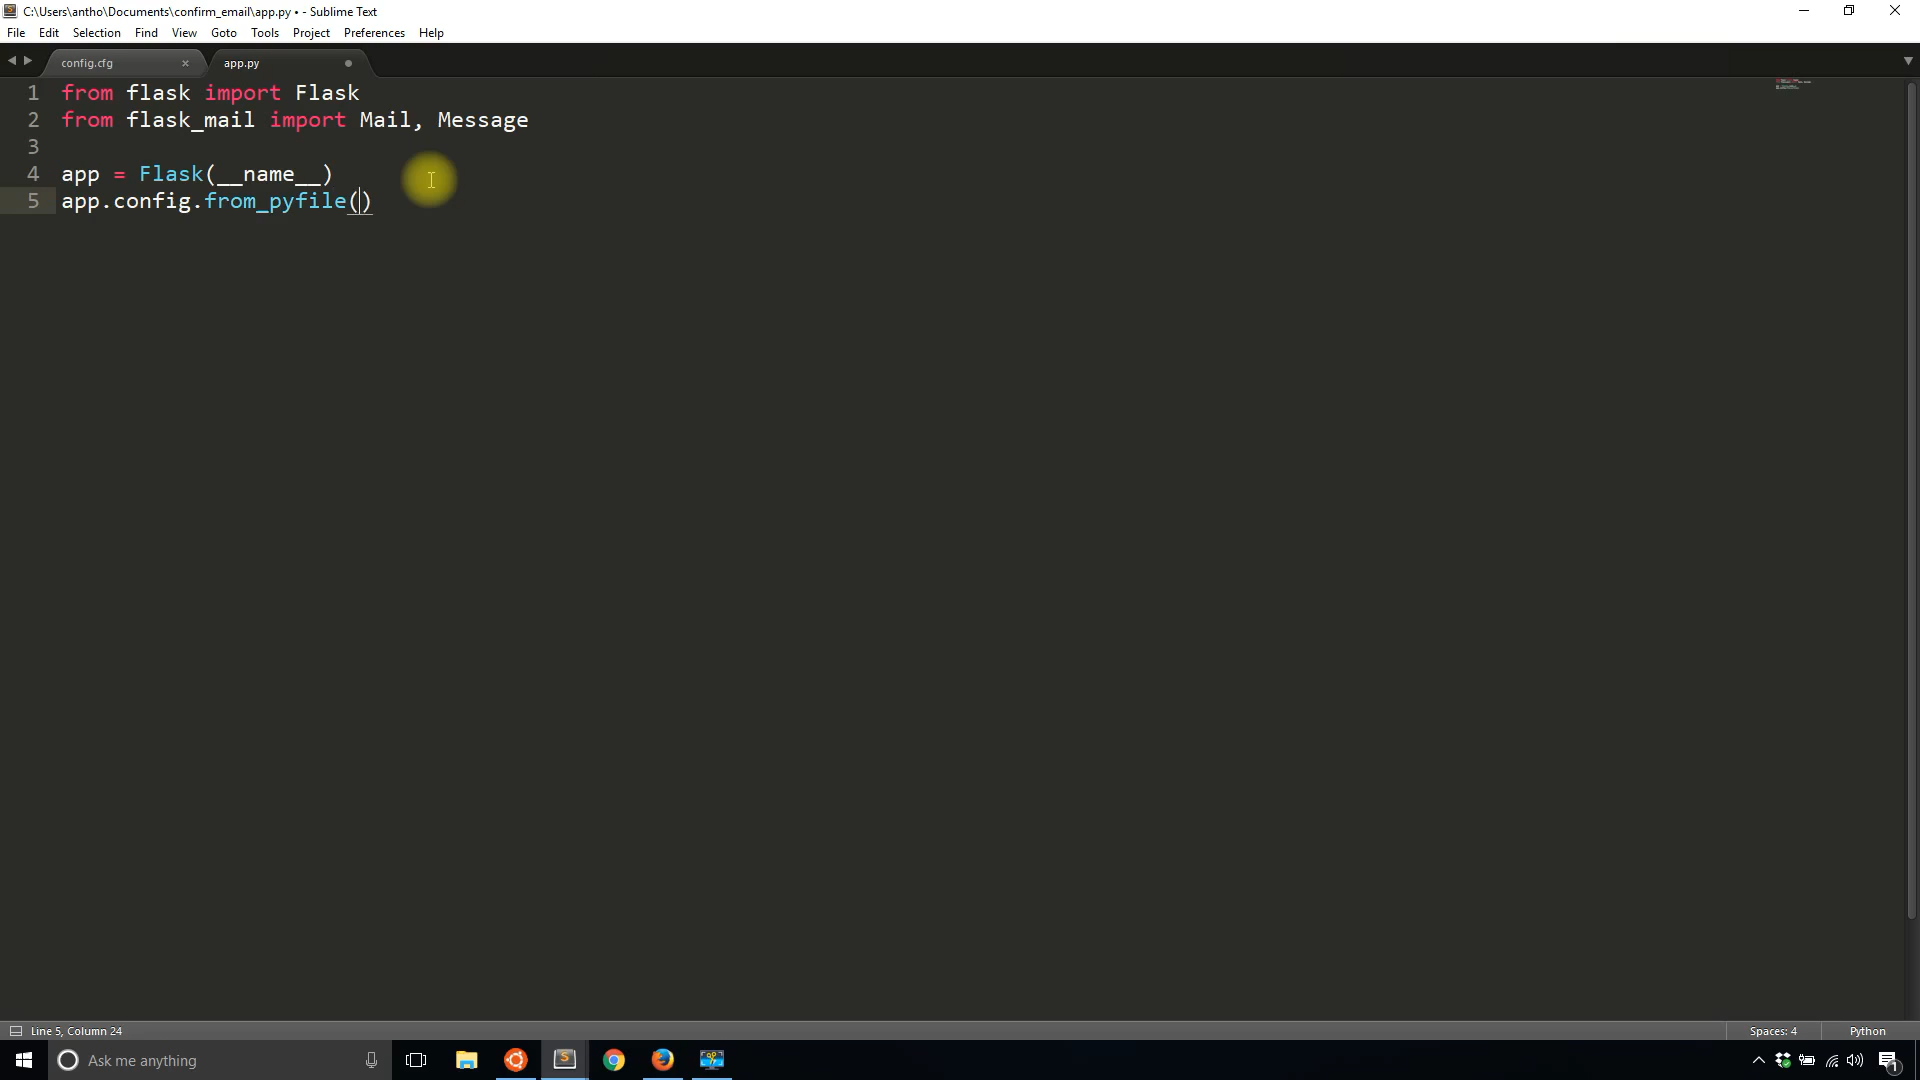 C:\Users\antho\Documents\confirm_email\app.py • - Sublime Text
File Edit Selection Find View Goto Tools Project Preferences Help
config.cfg × app.py
1 from flask import Flask
2 from flask_mail import Mail, Message
3
4 app = Flask(__name__)
5 app.config.from_pyfile()
Line 5, Column 24 Spaces: 4 Python
Ask me anything
1